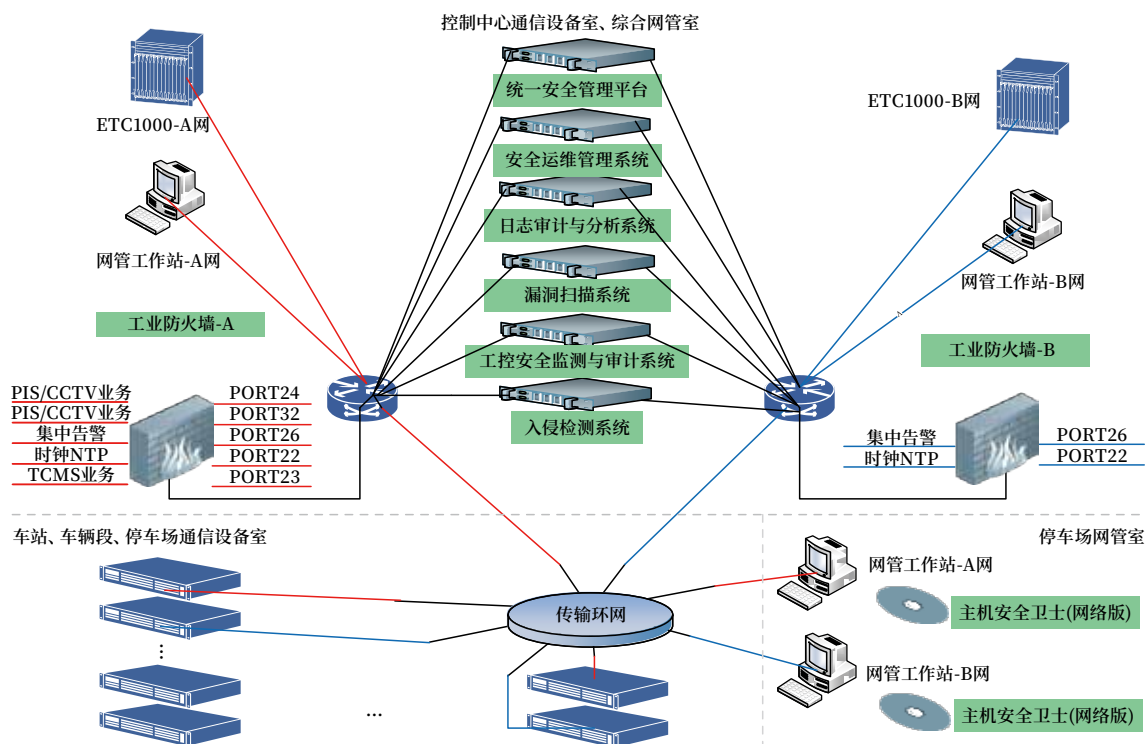 控制中心通信设备室、综合网管室
统一安全管理平台
ETC1000-A网
ETC1000-B网
安全运维管理系统
日志审计与分析系统
网管工作站-A网
网管工作站-B网
漏洞扫描系统
工业防火墙-A
工业防火墙-B
工控安全监测与审计系统
入侵检测系统
PIS/CCTV业务
PORT24
PIS/CCTV业务
PORT32
集中告警
PORT26
时钟NTP
PORT22
TCMS业务
PORT23
集中告警
PORT26
时钟NTP
PORT22
车站、车辆段、停车场通信设备室
停车场网管室
传输环网
网管工作站-A网
主机安全卫士(网络版)
网管工作站-B网
主机安全卫士(网络版)
⋮
...